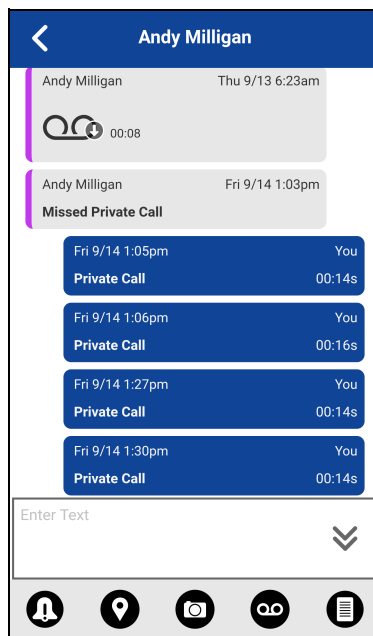 Andy Milligan
Andy Milligan Thu 9/13 6:23am
00:08
Andy Milligan Fri 9/14 1:03pm
Missed Private Call
Fri 9/14 1:05pm You
Private Call 00:14s
Fri 9/14 1:06pm You
Private Call 00:16s
Fri 9/14 1:27pm You
Private Call 00:14s
Fri 9/14 1:30pm You
Private Call 00:14s
Enter Text